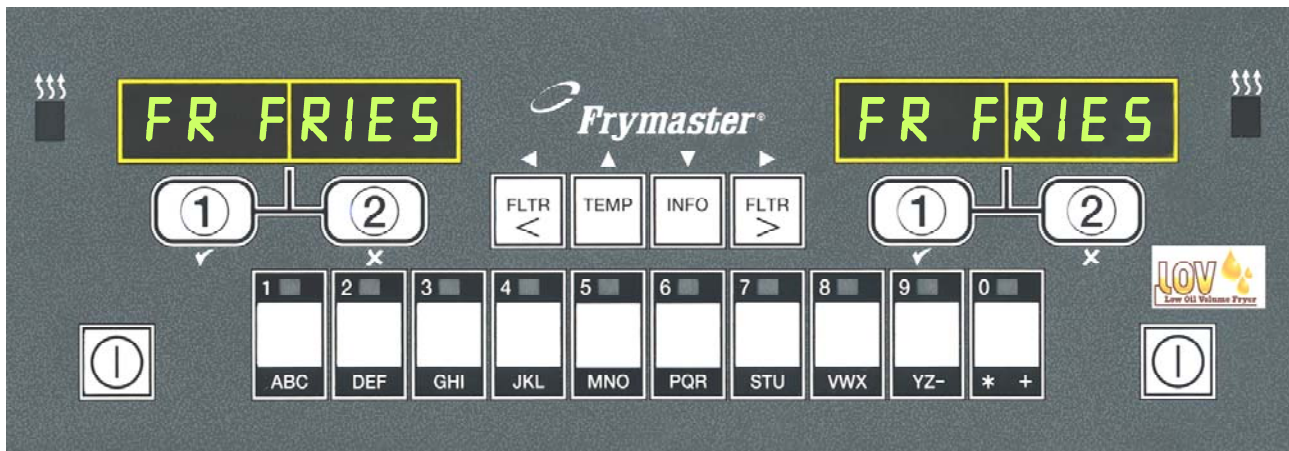 FR FRIES
Frymaster®
FR FRIES
1
2
FLTR <
TEMP
INFO
FLTR >
1
2
LOV
Low Oil Volume Fryer
1 2 3 4 5 6 7 8 9 0
ABC DEF GHI JKL MNO PQR STU VWX YZ- * +